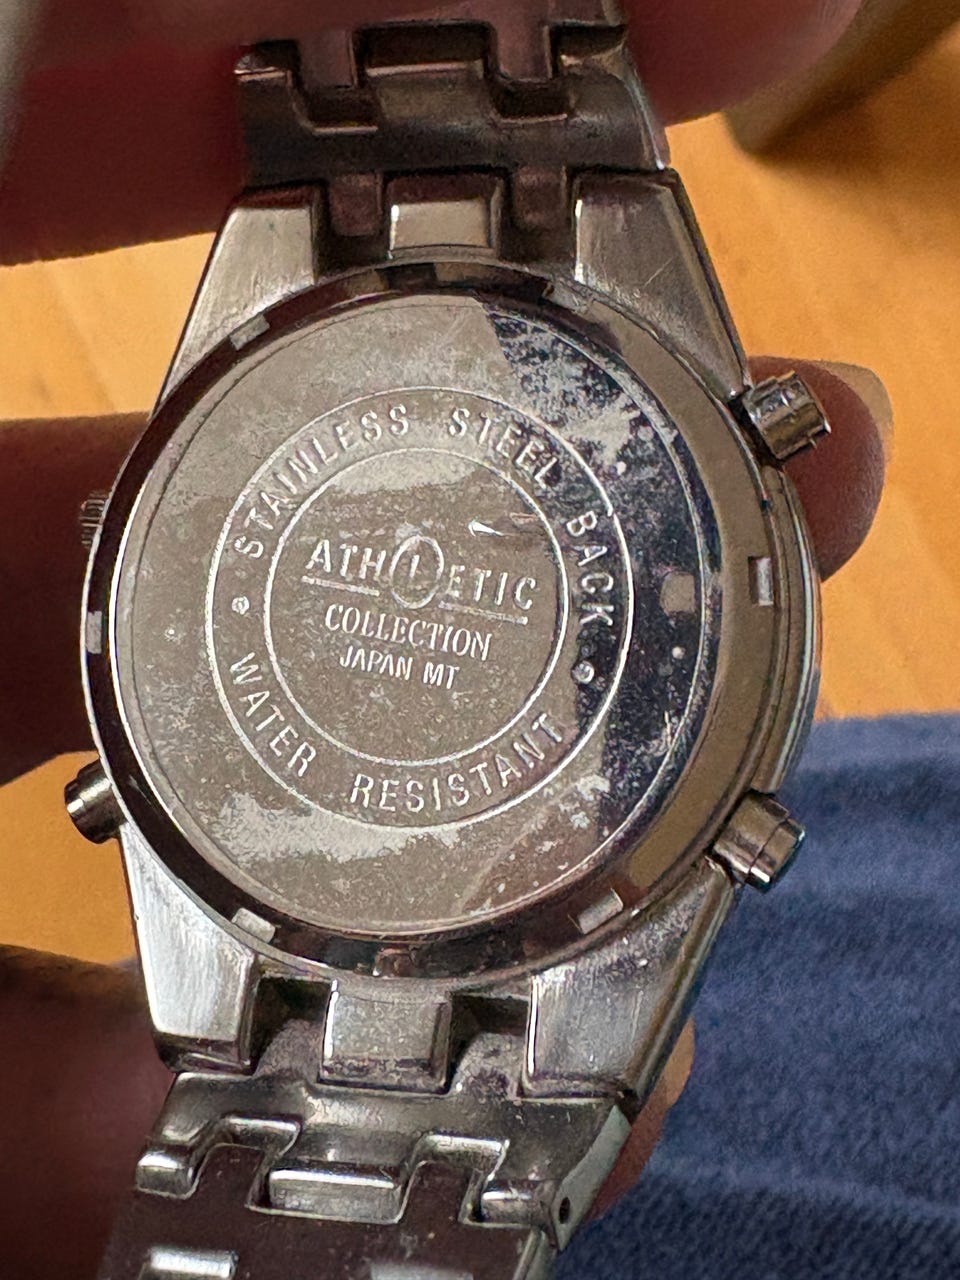 STAINLESS STEEL BACK
ATHLETIC
COLLECTION
JAPAN MT
WATER RESISTANT